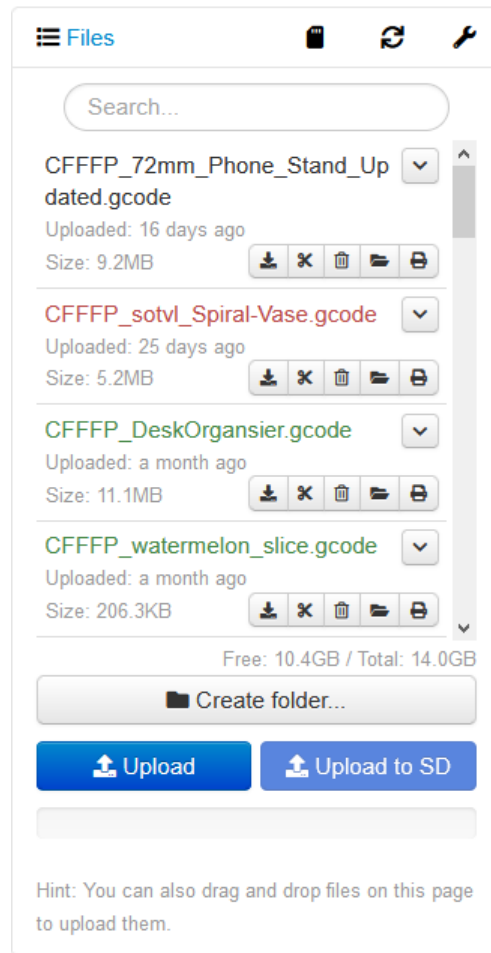 Files
Search...
CFFFP_72mm_Phone_Stand_Up
dated.gcode
Uploaded: 16 days ago
Size: 9.2MB
CFFFP_sotvl_Spiral-Vase.gcode
Uploaded: 25 days ago
Size: 5.2MB
CFFFP_DeskOrgansier.gcode
Uploaded: a month ago
Size: 11.1MB
CFFFP_watermelon_slice.gcode
Uploaded: a month ago
Size: 206.3KB
Free: 10.4GB / Total: 14.0GB
Create folder...
Upload
Upload to SD
Hint: You can also drag and drop files on this page
to upload them.